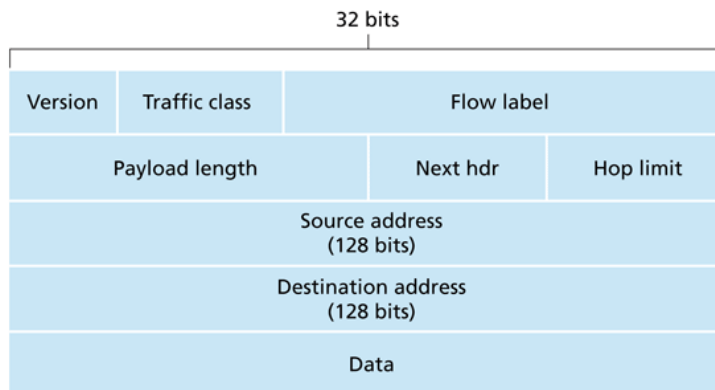 32 bits
Version Traffic class Flow label
Payload length Next hdr Hop limit
Source address
(128 bits)
Destination address
(128 bits)
Data